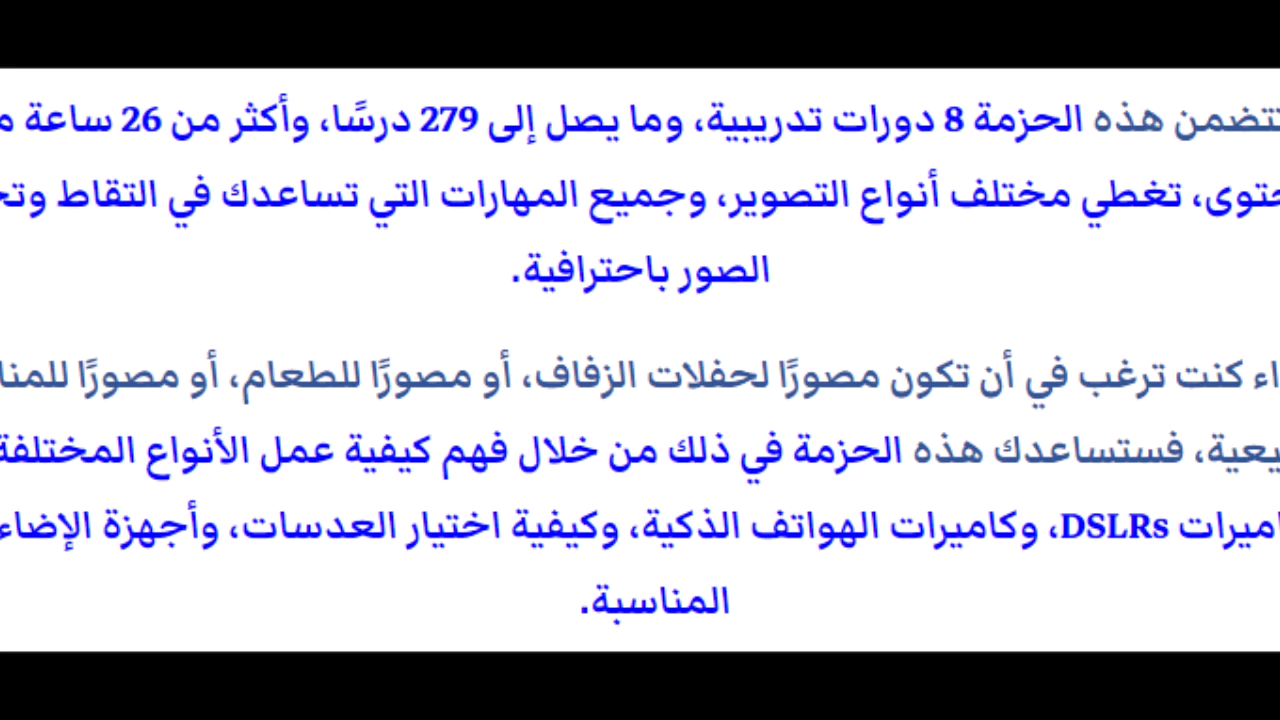 تتضمن هذه الحزمة 8 دورات تدريبية، وما يصل إلى 279 درسًا، وأكثر من 26 ساعة
تغطي مختلف أنواع التصوير، وجميع المهارات التي تساعدك في التقاط
الصور باحترافية.
كنت ترغب في أن تكون مصورًا لحفلات الزفاف، أو مصورًا للطعام، أو مصورًا
فستساعدك هذه الحزمة في ذلك من خلال فهم كيفية عمل الأنواع المختلفة
DSLRs، وكاميرات الهواتف الذكية، وكيفية اختيار العدسات، وأجهزة
المناسبة.